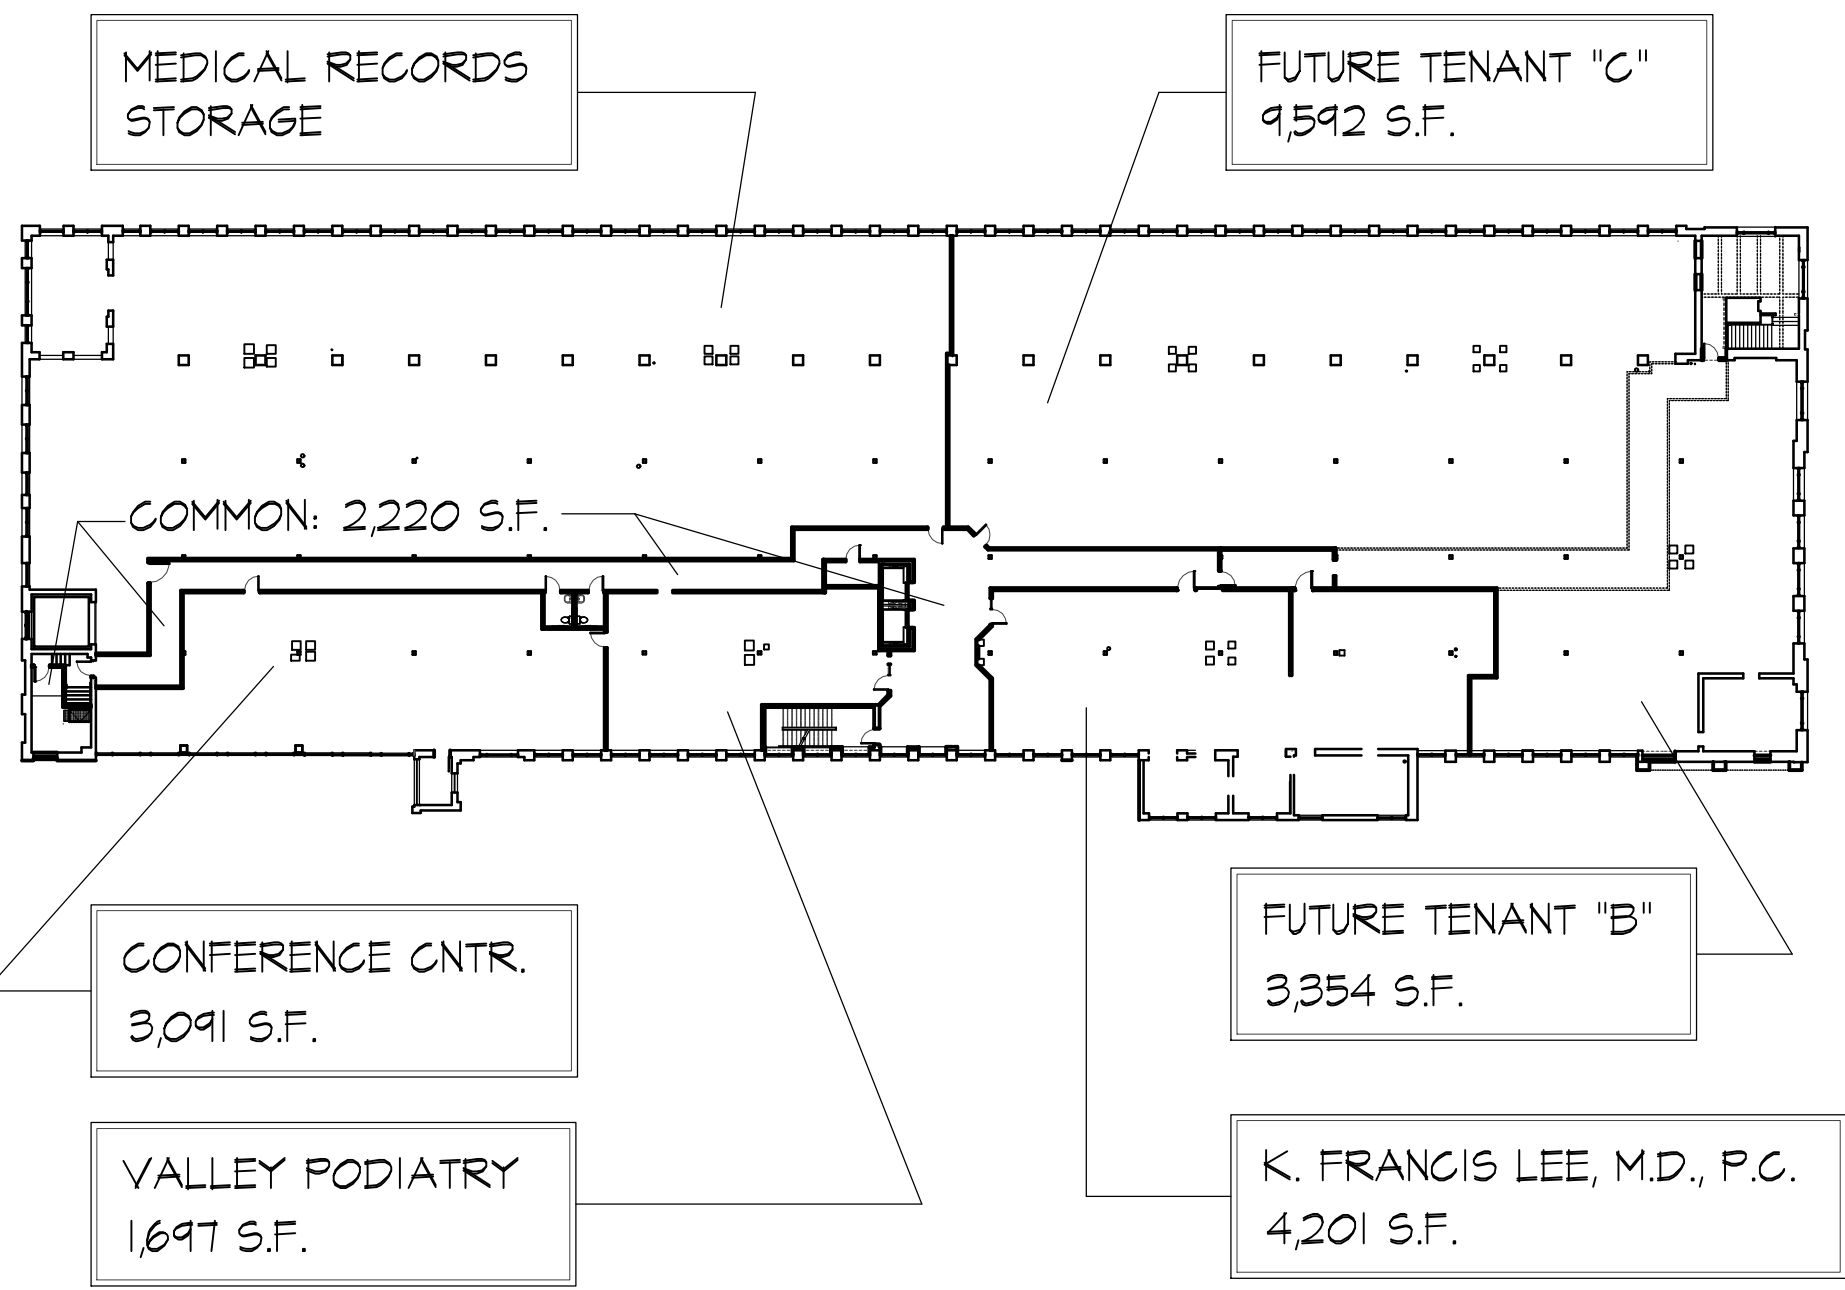 MEDICAL RECORDS
STORAGE
FUTURE TENANT "C"
9,592 S.F.
COMMON: 2,220 S.F.
CONFERENCE CNTR.
3,091 S.F.
FUTURE TENANT "B"
3,354 S.F.
VALLEY PODIATRY
1,697 S.F.
K. FRANCIS LEE, M.D., P.C.
4,201 S.F.